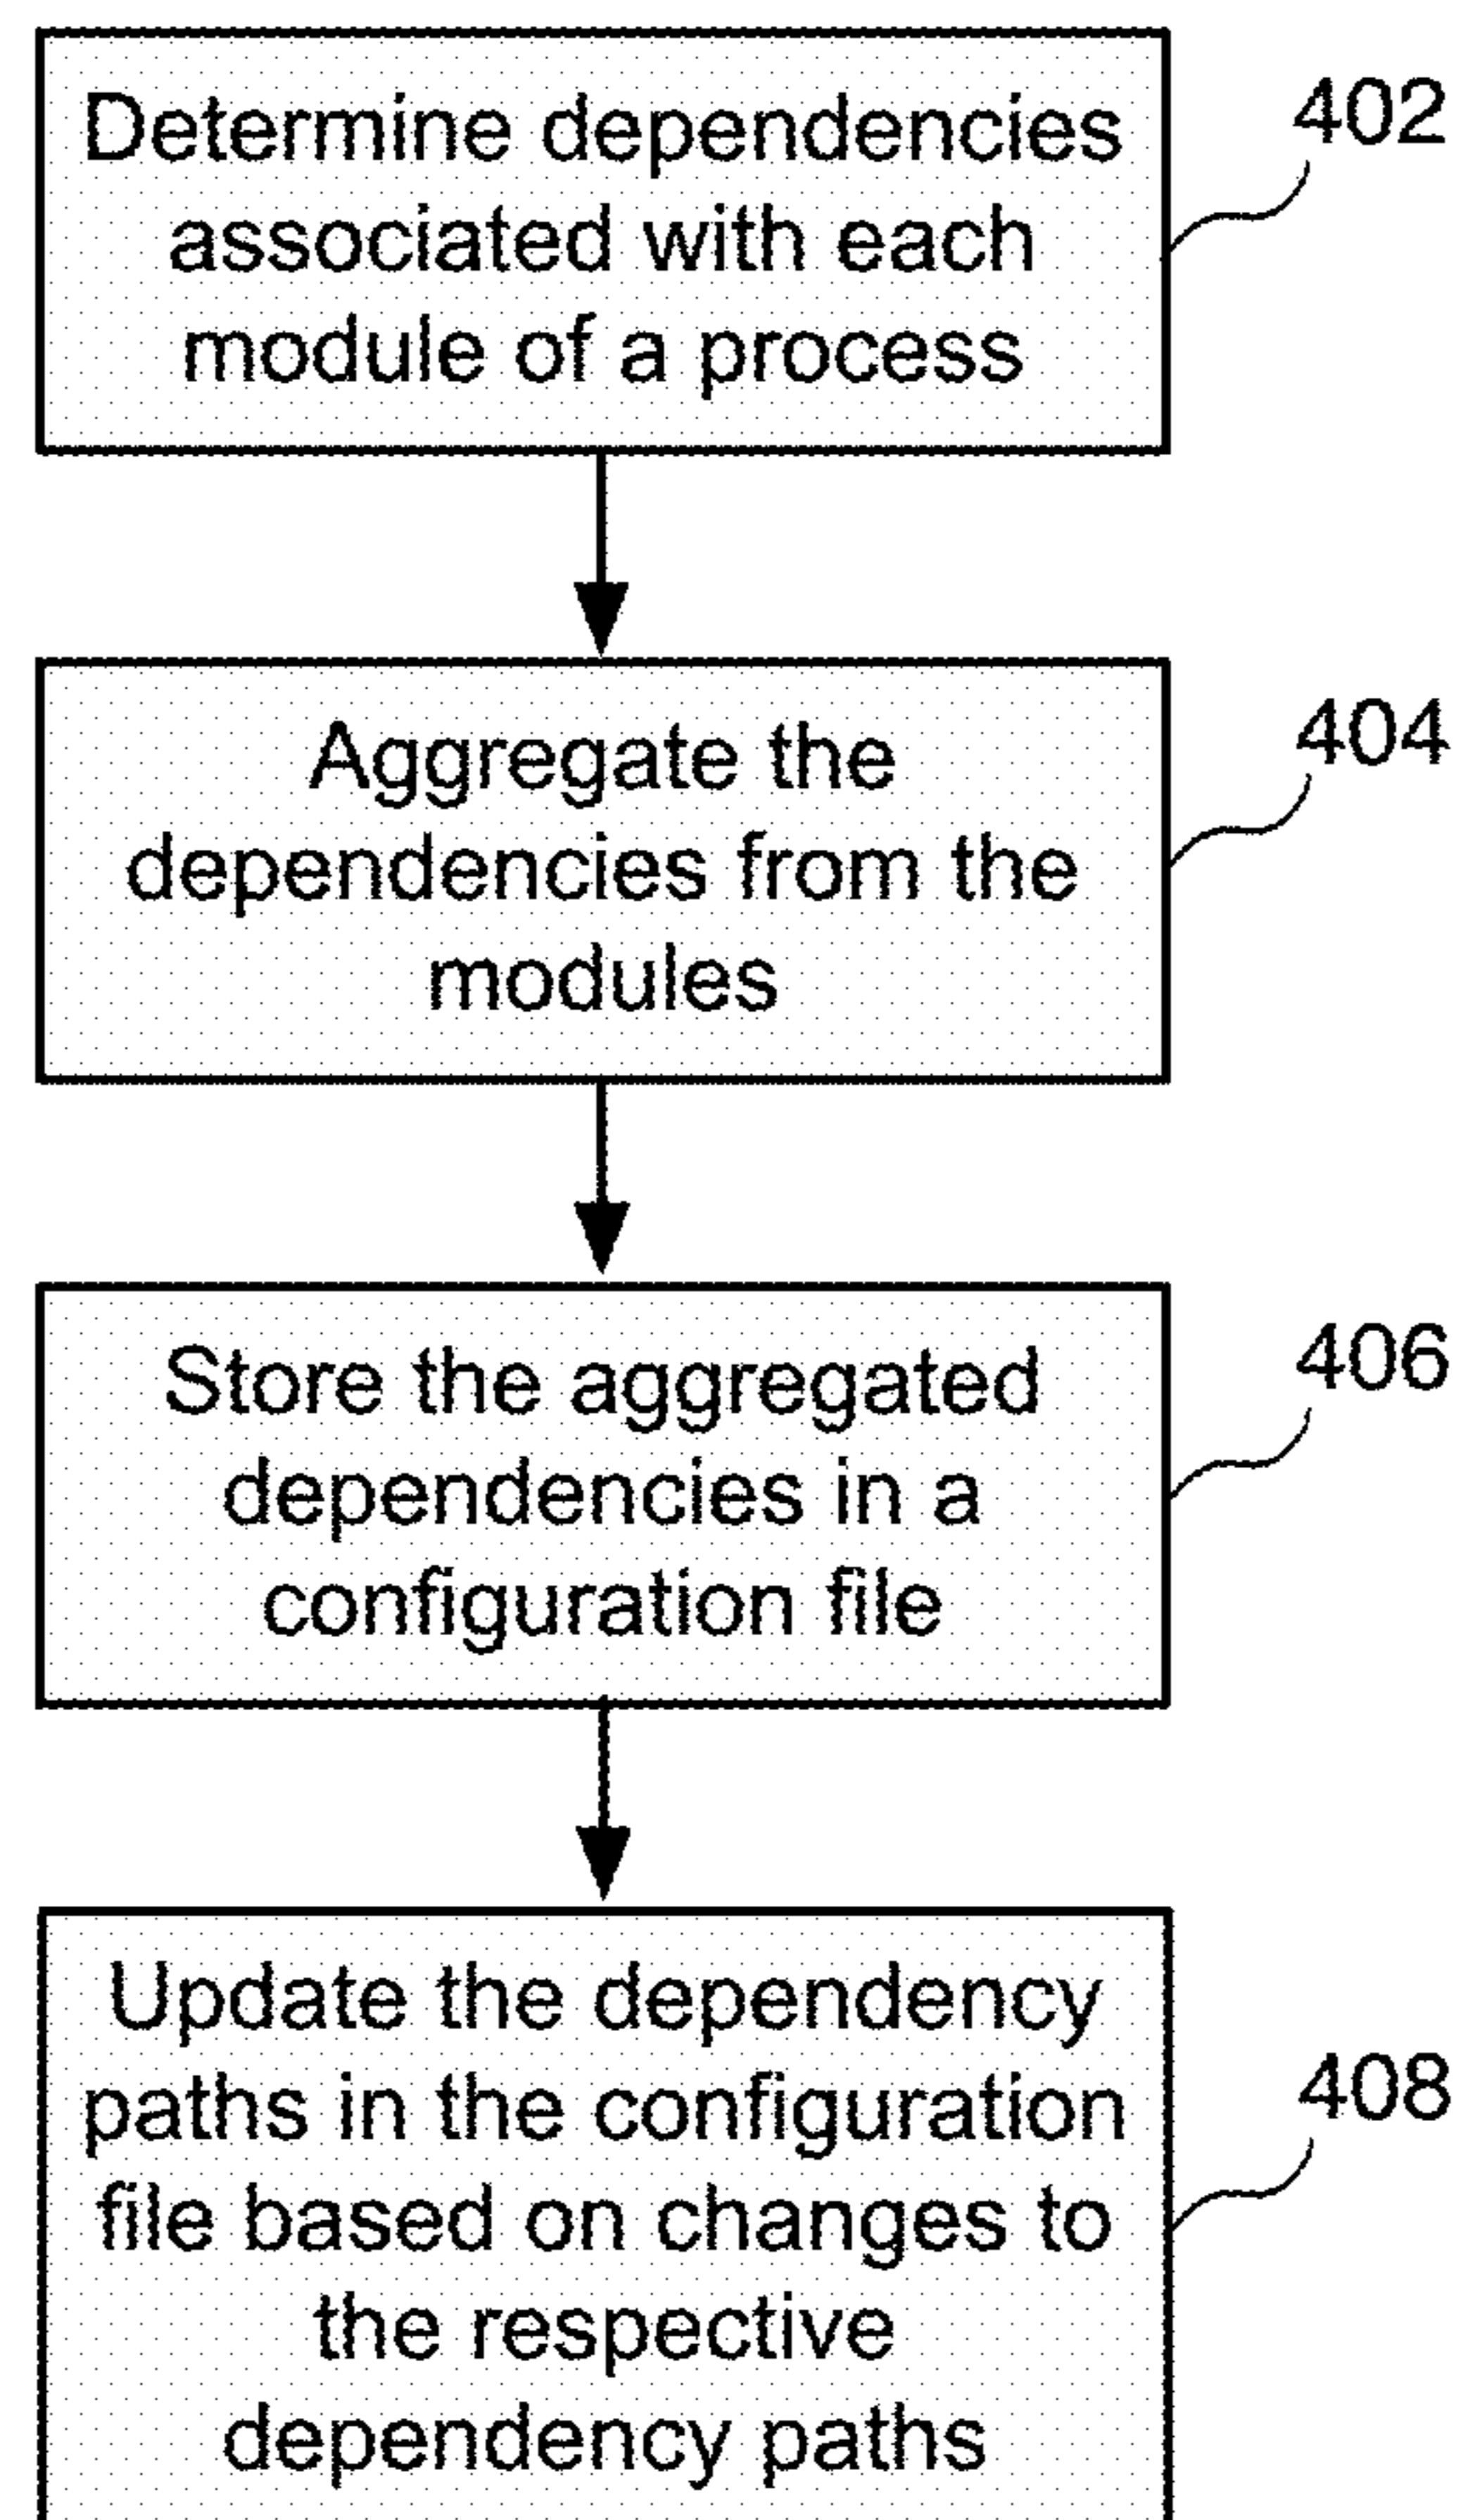 Determine dependencies
associated with each
module of a process
402
Aggregate the
dependencies from the
modules
404
Store the aggregated
dependencies in a
configuration file
406
Update the dependency
paths in the configuration
file based on changes to
the respective
dependency paths
408